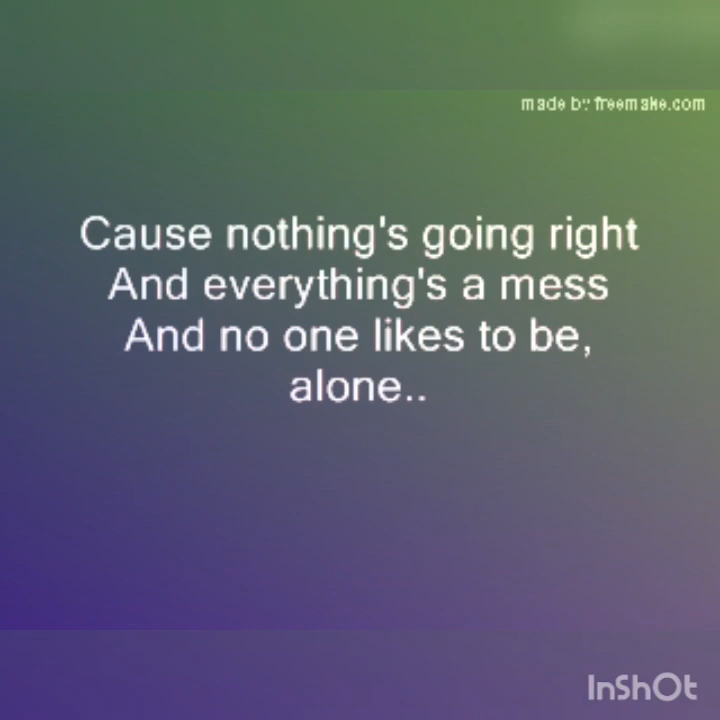 made by freemake.com
Cause nothing's going right
And everything's a mess
And no one likes to be,
alone..
InShOt